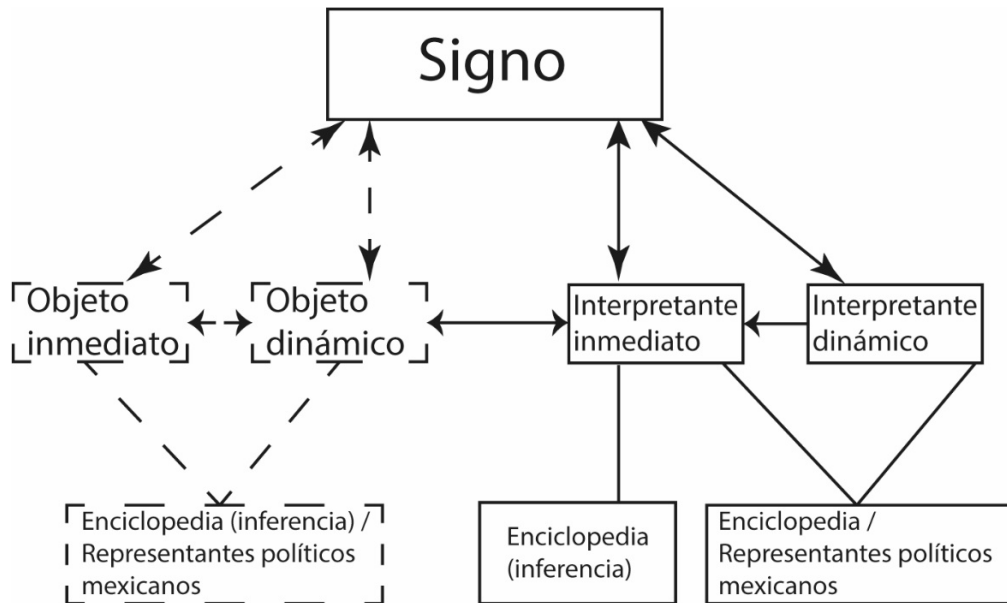 Signo
Objeto
inmediato
Objeto
dinámico
Interpretante
inmediato
Interpretante
dinámico
Enciclopedia (inferencia) /
Representantes políticos
mexicanos
Enciclopedia
(inferencia)
Enciclopedia /
Representantes políticos
mexicanos